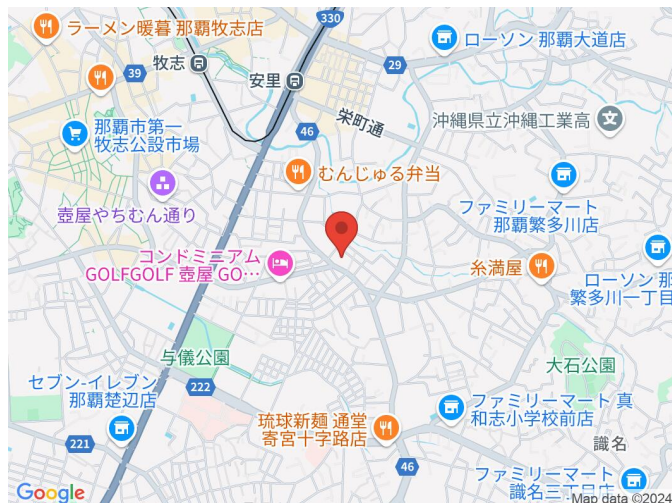 ラーメン暖暮 那覇牧志店
330
ローソン 那覇大道店
29
牧志
39
安里
栄町通
46
沖縄県立沖縄工業高
那覇市第一
牧志公設市場
むんじゅる弁当
壺屋やちむん通り
ファミリーマート
那覇繁多川店
コンドミニアム
GOLFGOLF 壺屋 GO…
糸満屋
ローソン 那
繁多川一丁目
与儀公園
大石公園
222
セブン-イレブン
那覇楚辺店
ファミリーマート 真
和志小学校前店
琉球新麺 通堂
寄宮十字路店
221
識名
46
ファミリーマート
識名三丁目店
Google
Map data ©2024